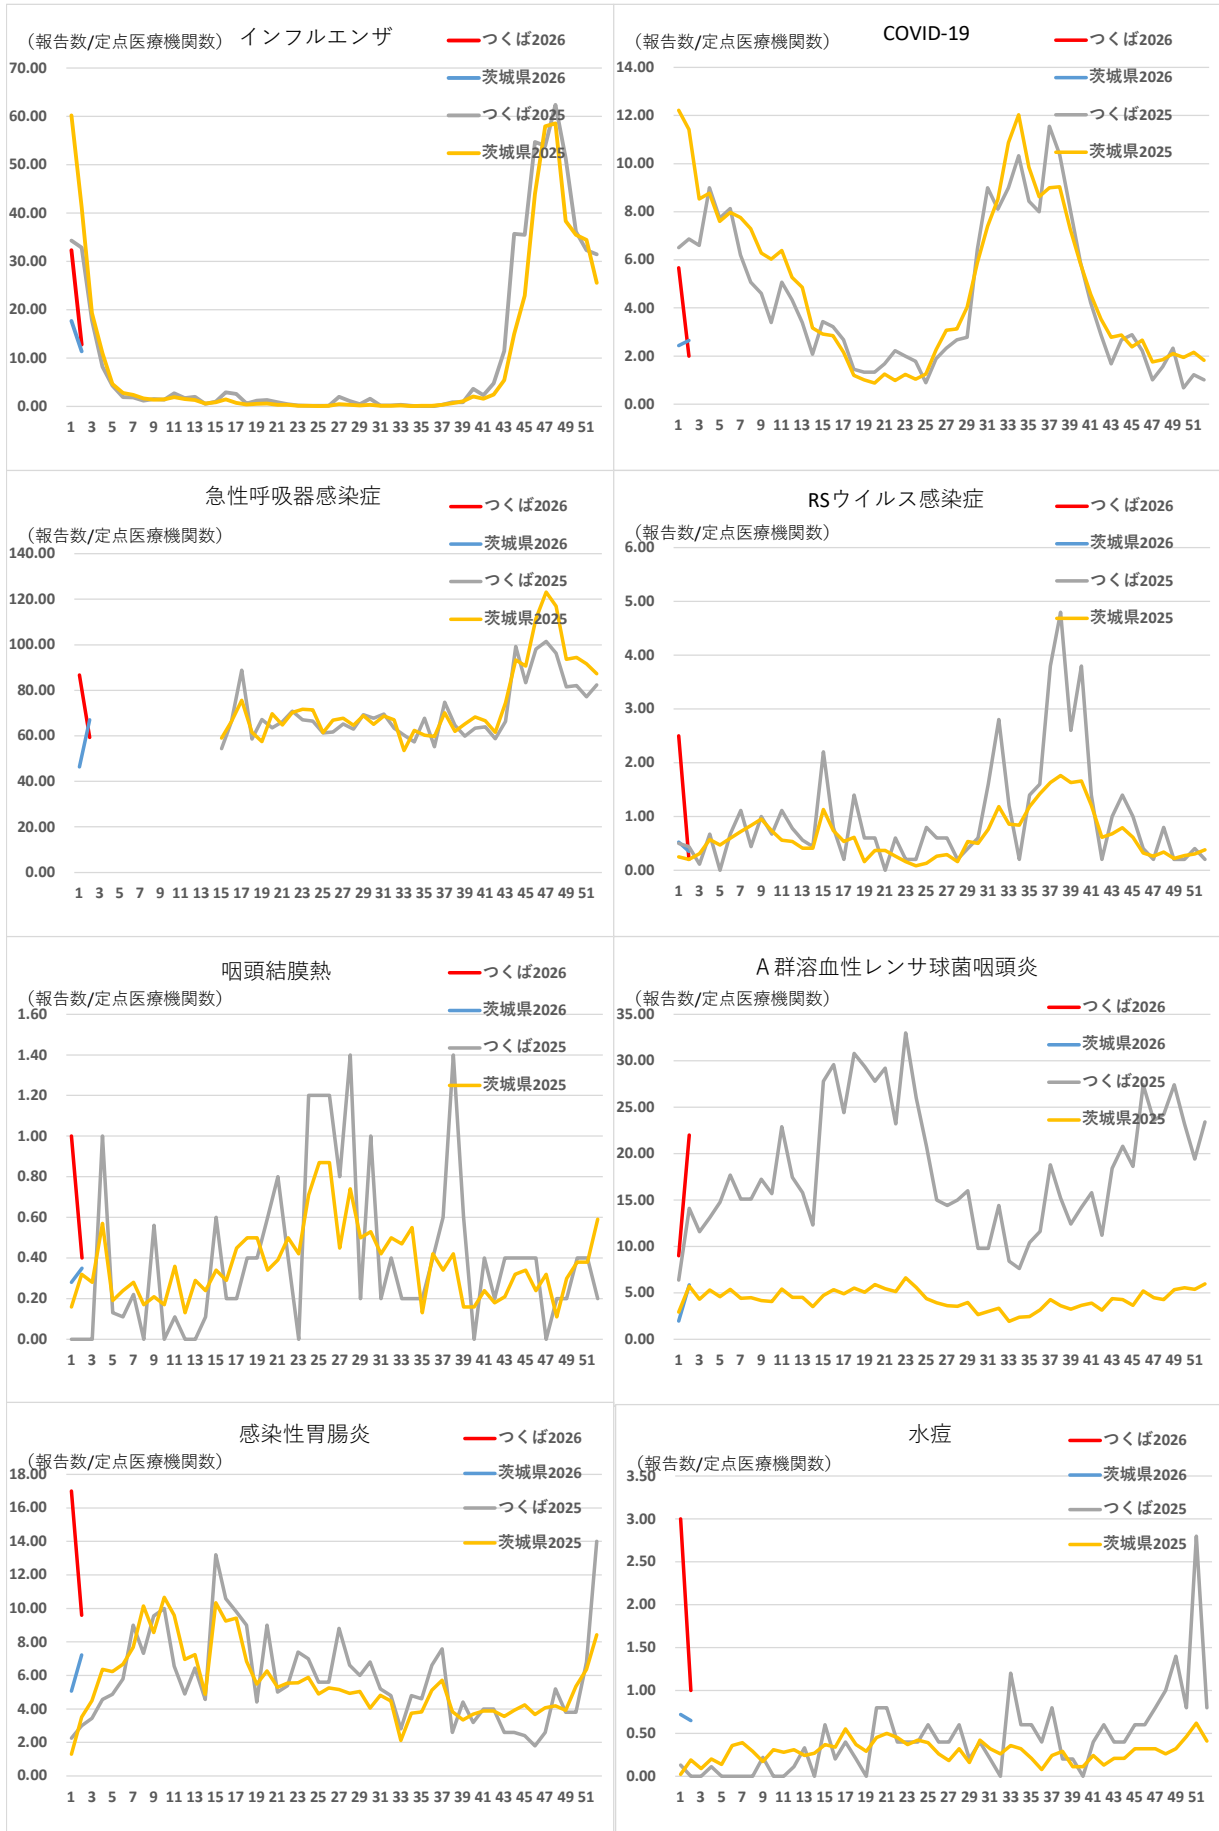 インフルエンザ
（報告数/定点医療機関数）
つくば2026
茨城県2026
つくば2025
茨城県2025
70.00
60.00
50.00
40.00
30.00
20.00
10.00
0.00
1 3 5 7 9 11 13 15 17 19 21 23 25 27 29 31 33 35 37 39 41 43 45 47 49 51
COVID-19
（報告数/定点医療機関数）
つくば2026
茨城県2026
つくば2025
茨城県2025
14.00
12.00
10.00
8.00
6.00
4.00
2.00
0.00
1 3 5 7 9 11 13 15 17 19 21 23 25 27 29 31 33 35 37 39 41 43 45 47 49 51
急性呼吸器感染症
（報告数/定点医療機関数）
つくば2026
茨城県2026
つくば2025
茨城県2025
140.00
120.00
100.00
80.00
60.00
40.00
20.00
0.00
1 3 5 7 9 11 13 15 17 19 21 23 25 27 29 31 33 35 37 39 41 43 45 47 49 51
RSウイルス感染症
（報告数/定点医療機関数）
つくば2026
茨城県2026
つくば2025
茨城県2025
6.00
5.00
4.00
3.00
2.00
1.00
0.00
1 3 5 7 9 11 13 15 17 19 21 23 25 27 29 31 33 35 37 39 41 43 45 47 49 51
咽頭結膜熱
（報告数/定点医療機関数）
つくば2026
茨城県2026
つくば2025
茨城県2025
1.60
1.40
1.20
1.00
0.80
0.60
0.40
0.20
0.00
1 3 5 7 9 11 13 15 17 19 21 23 25 27 29 31 33 35 37 39 41 43 45 47 49 51
A群溶血性レンサ球菌咽頭炎
（報告数/定点医療機関数）
つくば2026
茨城県2026
つくば2025
茨城県2025
35.00
30.00
25.00
20.00
15.00
10.00
5.00
0.00
1 3 5 7 9 11 13 15 17 19 21 23 25 27 29 31 33 35 37 39 41 43 45 47 49 51
感染性胃腸炎
（報告数/定点医療機関数）
つくば2026
茨城県2026
つくば2025
茨城県2025
18.00
16.00
14.00
12.00
10.00
8.00
6.00
4.00
2.00
0.00
1 3 5 7 9 11 13 15 17 19 21 23 25 27 29 31 33 35 37 39 41 43 45 47 49 51
水痘
（報告数/定点医療機関数）
つくば2026
茨城県2026
つくば2025
茨城県2025
3.50
3.00
2.50
2.00
1.50
1.00
0.50
0.00
1 3 5 7 9 11 13 15 17 19 21 23 25 27 29 31 33 35 37 39 41 43 45 47 49 51